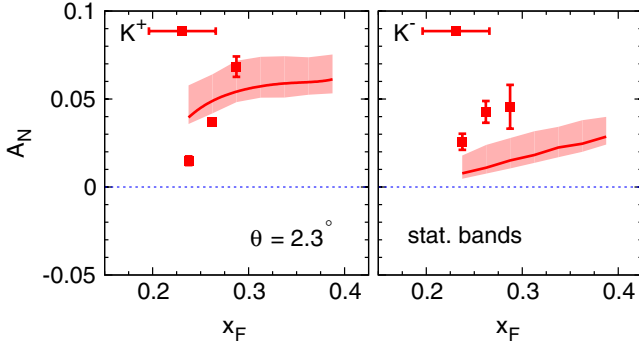 K⁺ K⁻
0.1
0.05
A_N
0
θ = 2.3° stat. bands
-0.05
0.2 0.3 0.4 0.2 0.3 0.4
x_F x_F